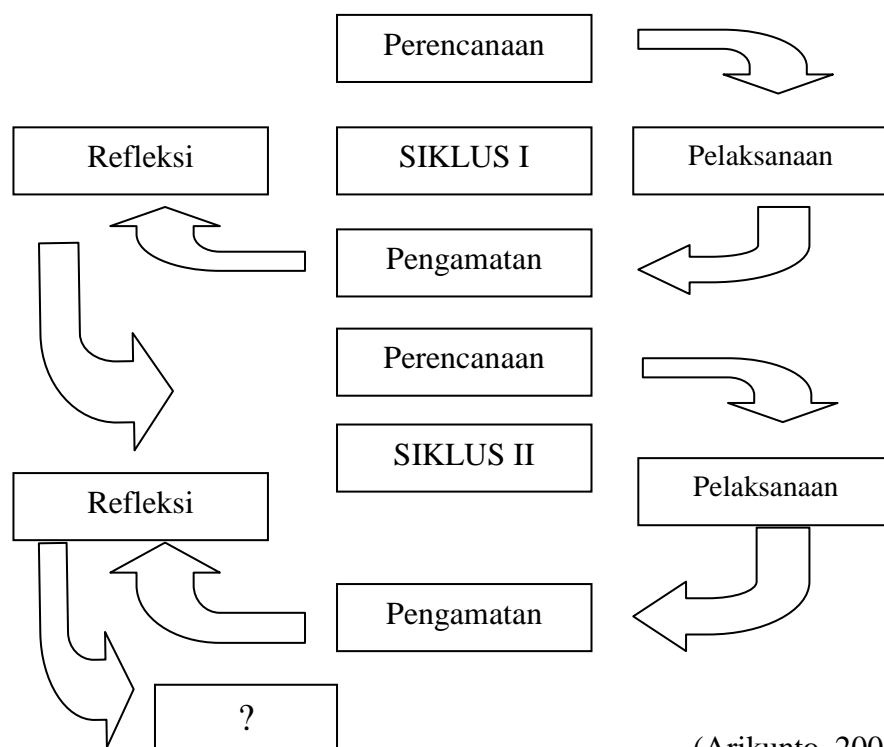 Perencanaan
Refleksi
SIKLUS I
Pelaksanaan
Pengamatan
Perencanaan
SIKLUS II
Refleksi
Pelaksanaan
Pengamatan
?
(Arikunto, 200